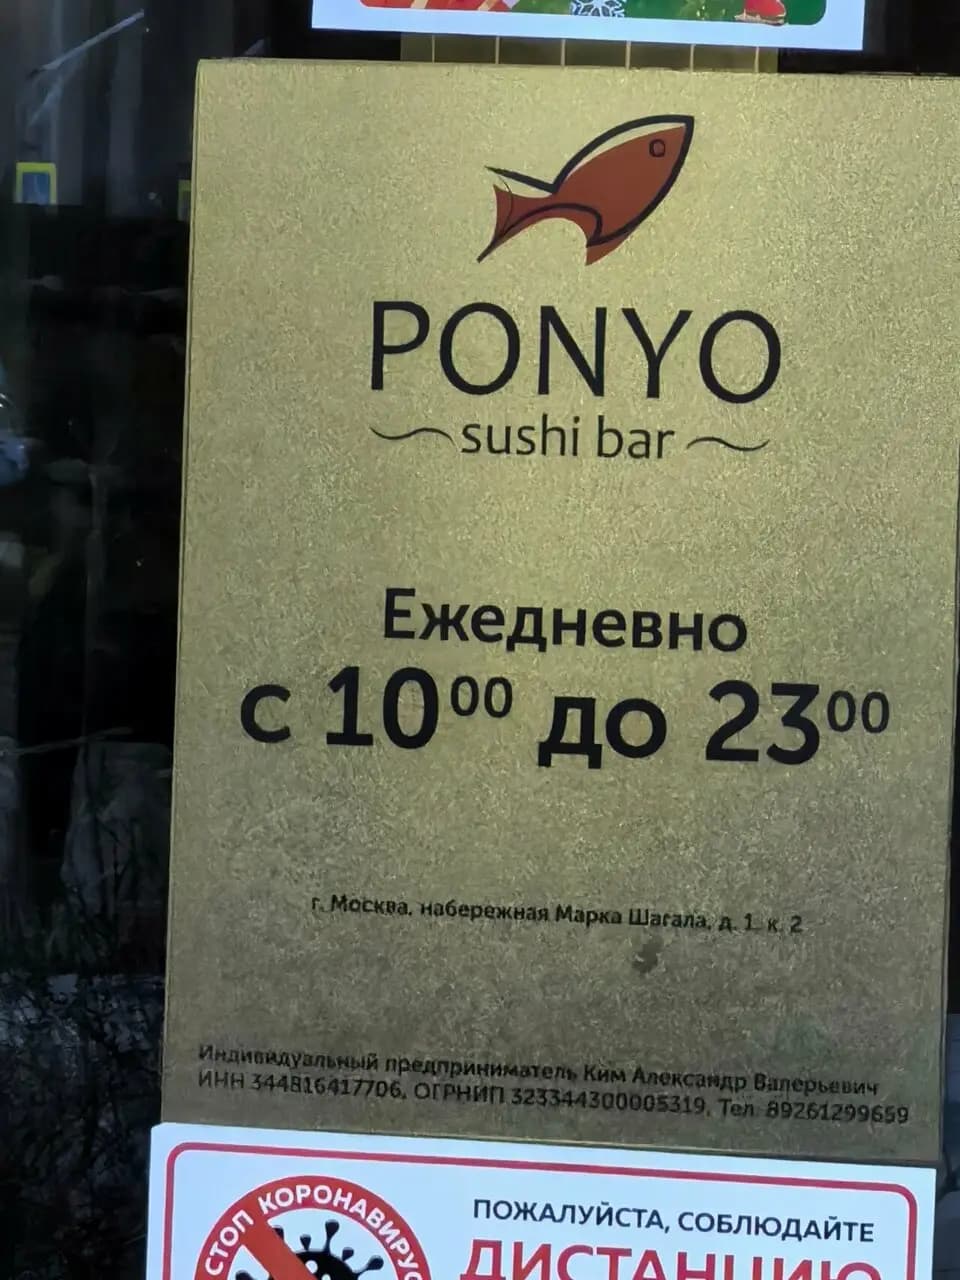 PONYO
sushi bar
Ежедневно
с 10⁰⁰ до 23⁰⁰
г. Москва, набережная Марка Шагала, д. 1, к. 2
Индивидуальный предприниматель Ким Александр Валерьевич
ИНН 344816417706, ОГРНИП 323344300005319, Тел. 89261299659
СТОП КОРОНАВИРУС
ПОЖАЛУЙСТА, СОБЛЮДАЙТЕ
ДИСТАНЦИЮ